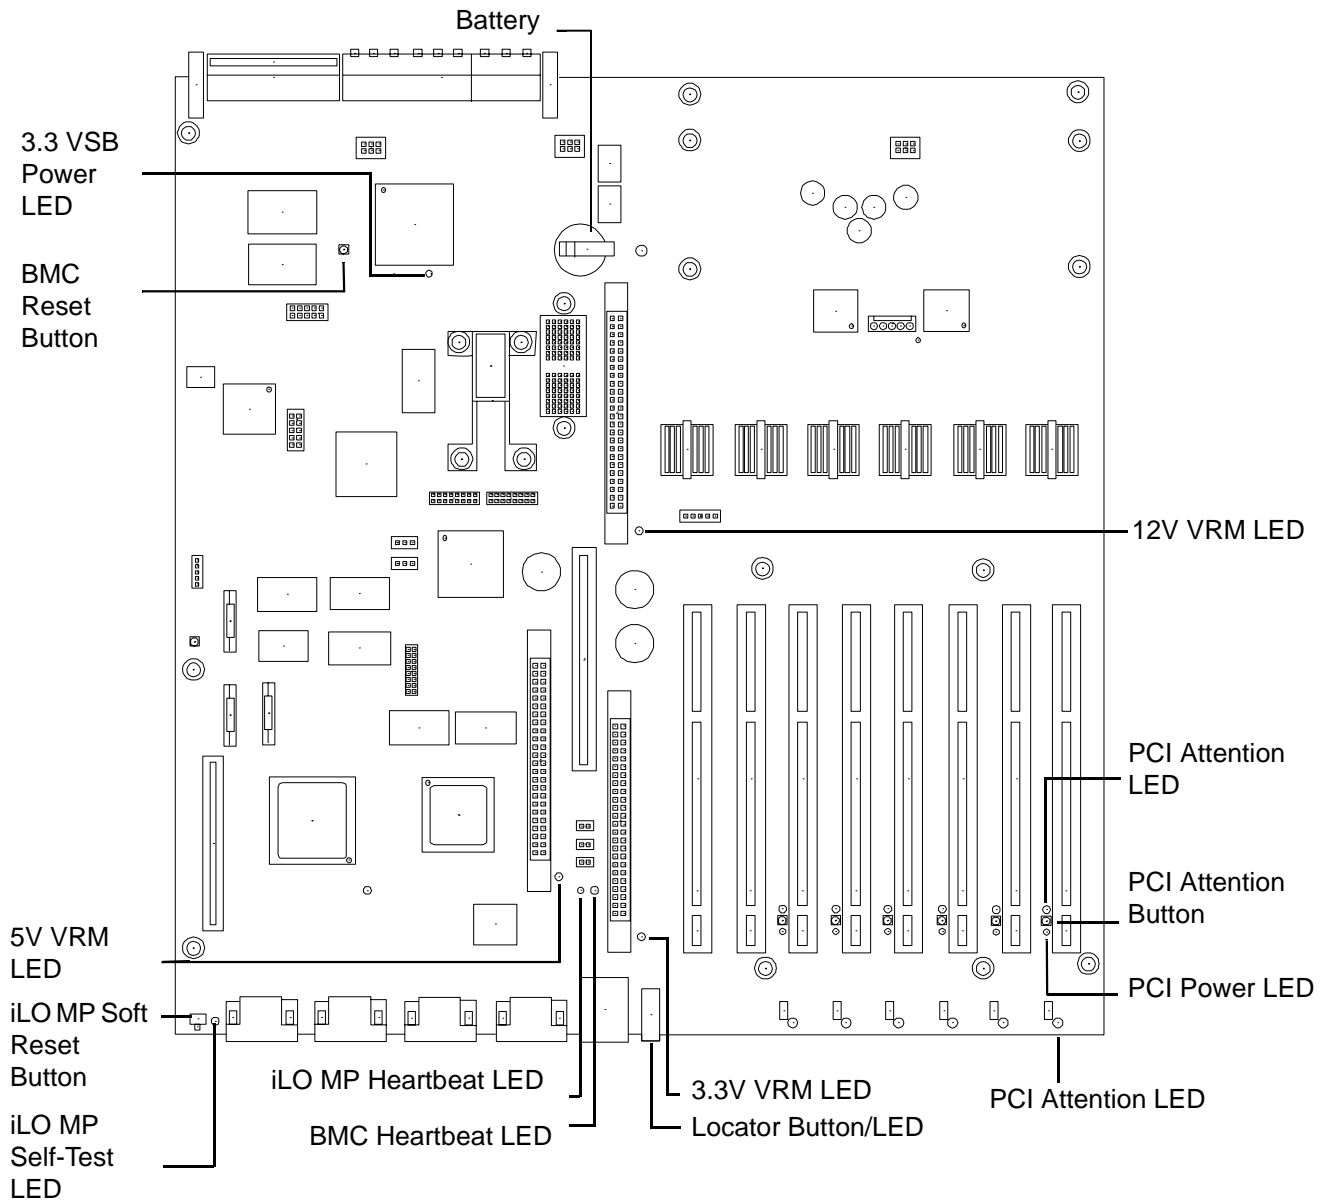 Battery
3.3 VSB
Power
LED
BMC
Reset
Button
12V VRM LED
PCI Attention
LED
PCI Attention
Button
PCI Power LED
5V VRM
LED
iLO MP Soft
Reset
Button
iLO MP
Self-Test
LED
iLO MP Heartbeat LED
BMC Heartbeat LED
3.3V VRM LED
Locator Button/LED
PCI Attention LED